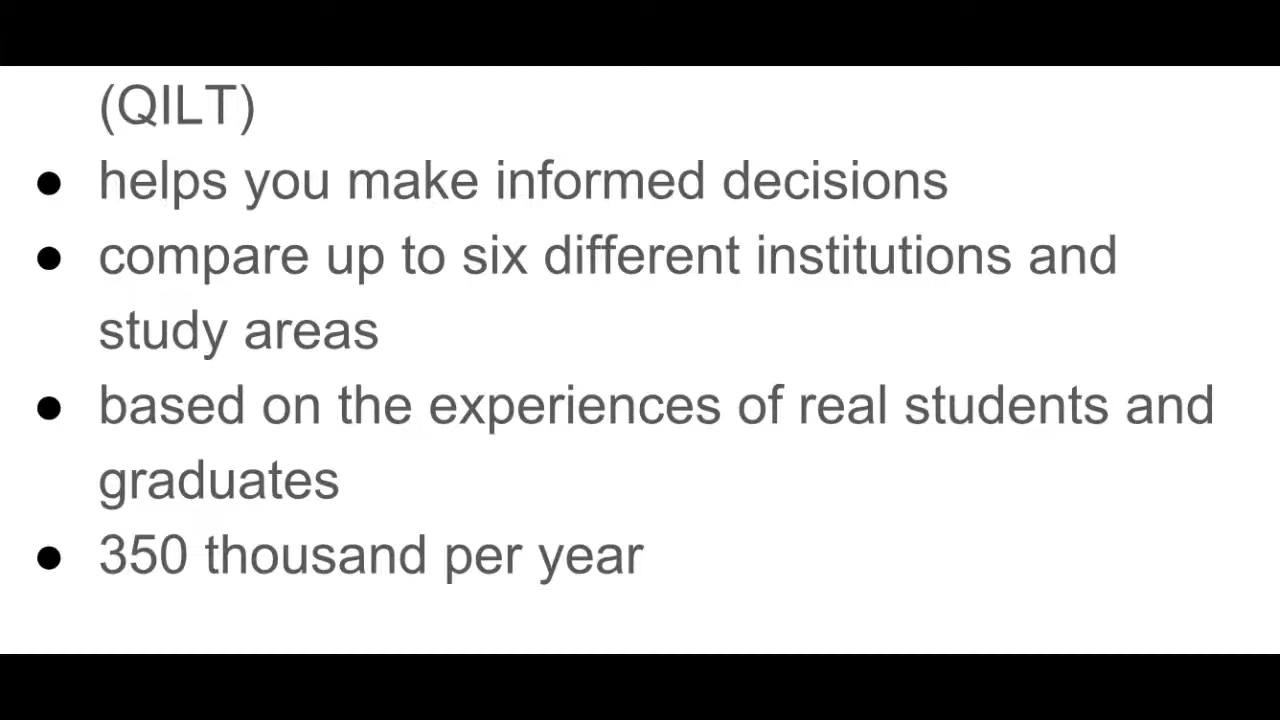 (QILT)
● helps you make informed decisions
● compare up to six different institutions and
study areas
● based on the experiences of real students and
graduates
● 350 thousand per year